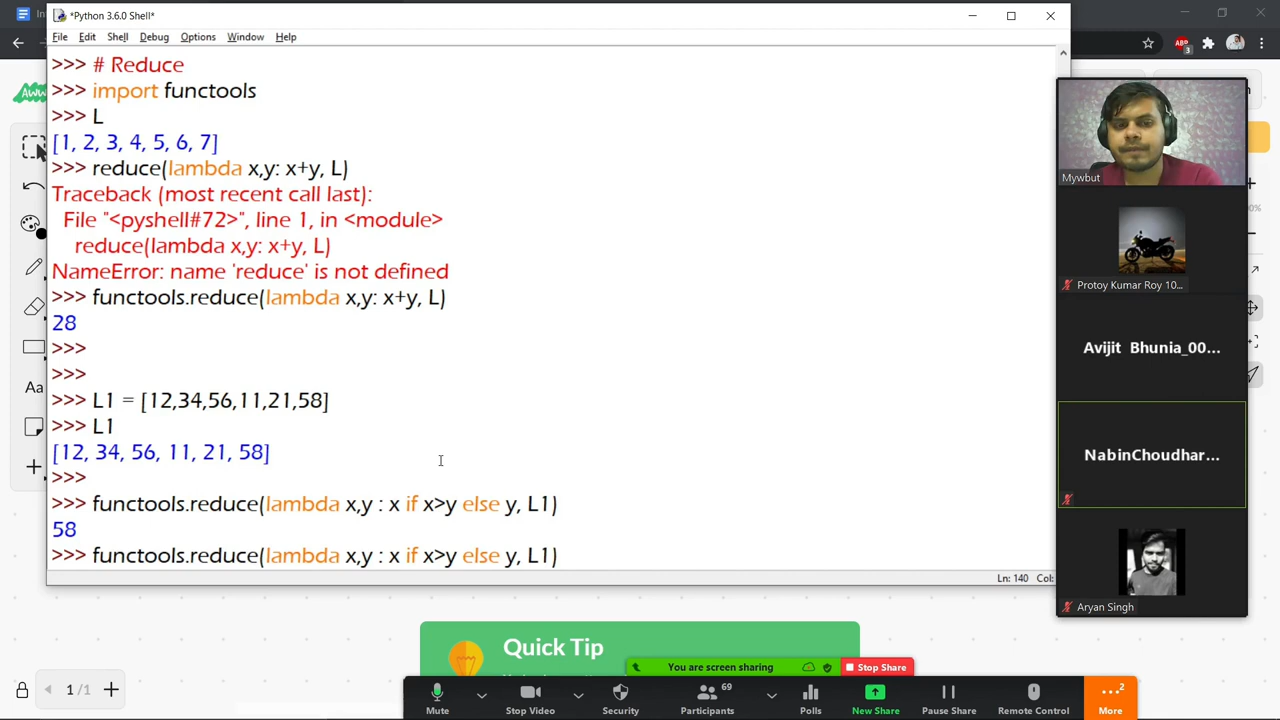 *Python 3.6.0 Shell*
File Edit Shell Debug Options Window Help
>>> # Reduce
>>> import functools
>>> L
[1, 2, 3, 4, 5, 6, 7]
>>> reduce(lambda x,y: x+y, L)
Traceback (most recent call last):
File "<pyshell#72>", line 1, in <module>
reduce(lambda x,y: x+y, L)
NameError: name 'reduce' is not defined
>>> functools.reduce(lambda x,y: x+y, L)
28
>>>
>>>
>>> L1 = [12,34,56,11,21,58]
>>> L1
[12, 34, 56, 11, 21, 58]
>>>
>>> functools.reduce(lambda x,y : x if x>y else y, L1)
58
>>> functools.reduce(lambda x,y : x if x>y else y, L1)
Ln: 140 Col:
Mywbut
Protoy Kumar Roy 10...
Avijit Bhunia_00...
NabinChoudhar...
Aryan Singh
ABP
3
Aa
Quick Tip
1/1
You are screen sharing
Stop Share
69
2
Mute Stop Video Security Participants Polls New Share Pause Share Remote Control More